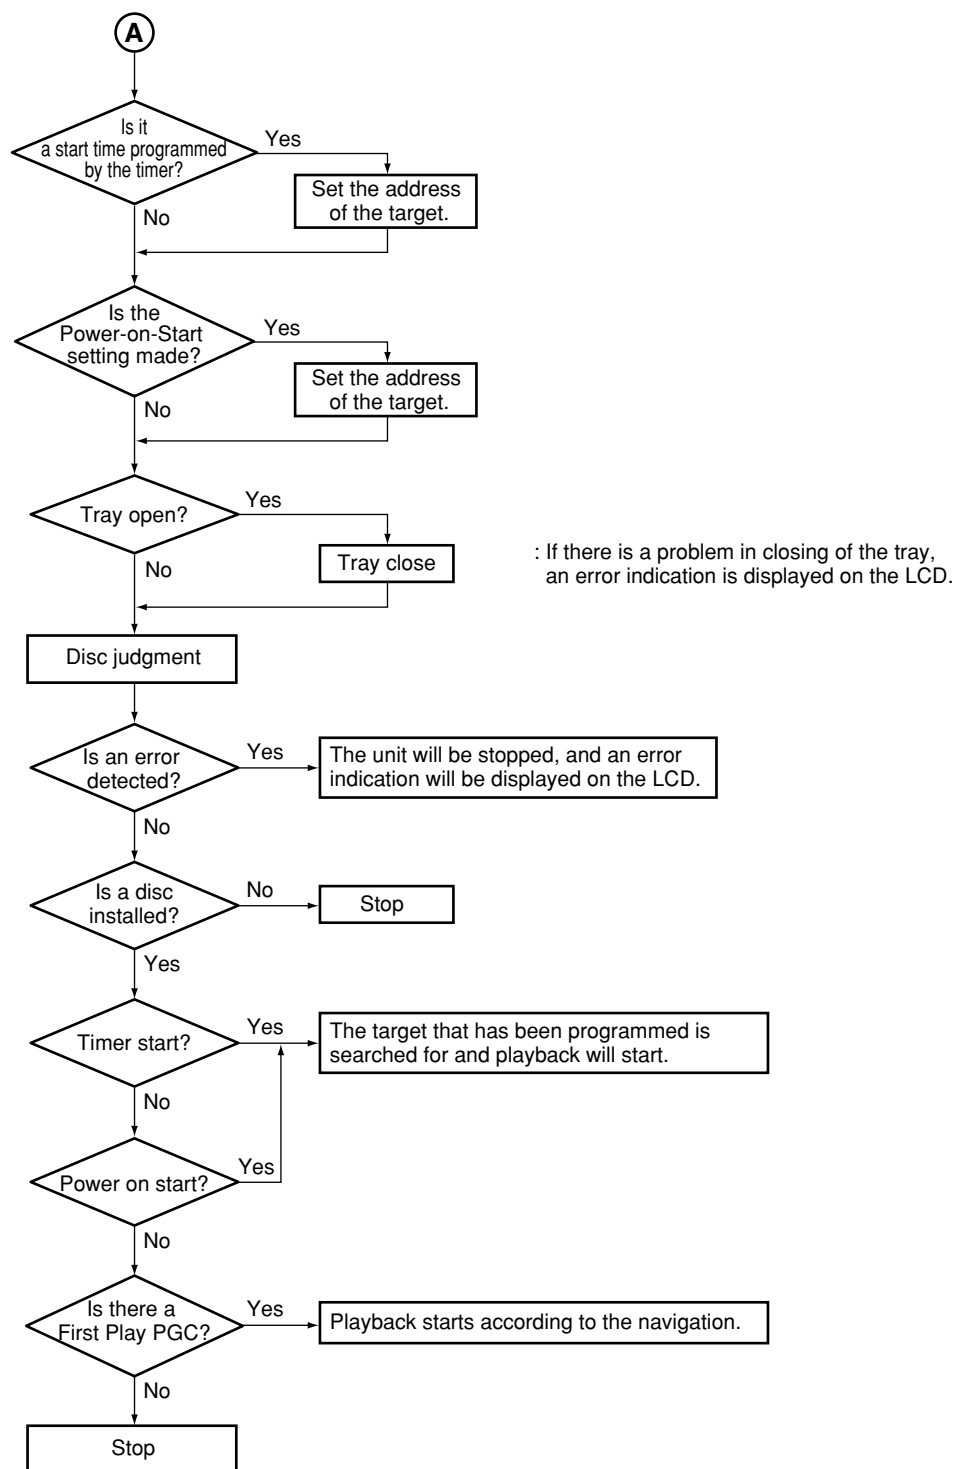 A
Is it
a start time programmed
by the timer?
Yes
Set the address
of the target.
No
Is the
Power-on-Start
setting made?
Yes
Set the address
of the target.
No
Tray open?
Yes
Tray close
: If there is a problem in closing of the tray,
an error indication is displayed on the LCD.
No
Disc judgment
Is an error
detected?
Yes
The unit will be stopped, and an error
indication will be displayed on the LCD.
No
Is a disc
installed?
No
Stop
Yes
Timer start?
Yes
The target that has been programmed is
searched for and playback will start.
No
Power on start?
Yes
No
Is there a
First Play PGC?
Yes
Playback starts according to the navigation.
No
Stop